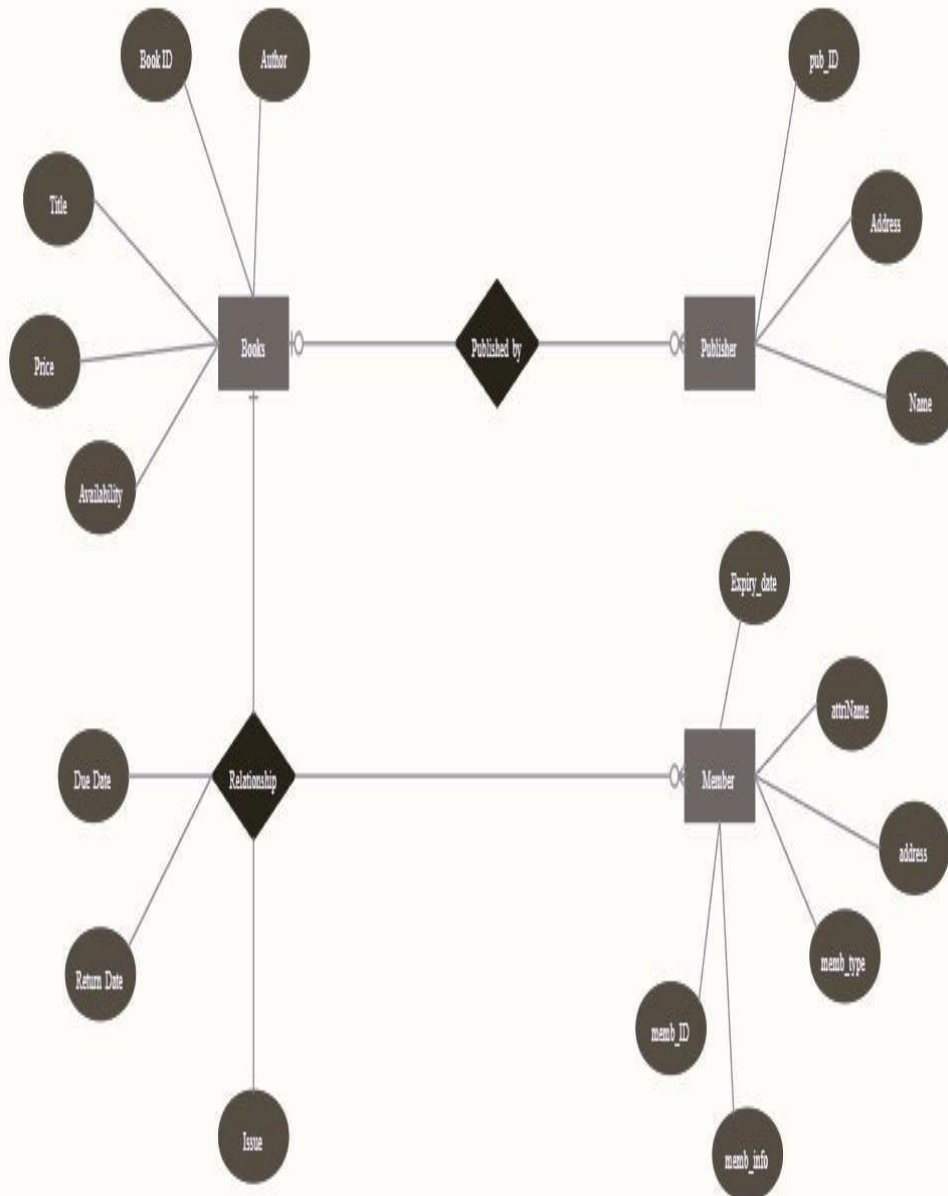 Book ID
Author
pub_ID
Title
Address
Books
Published by
Publisher
Price
Name
Availability
Expiry_date
attriName
Due Date
Relationship
Member
address
memb_type
Return Date
memb_ID
Issue
memb_info